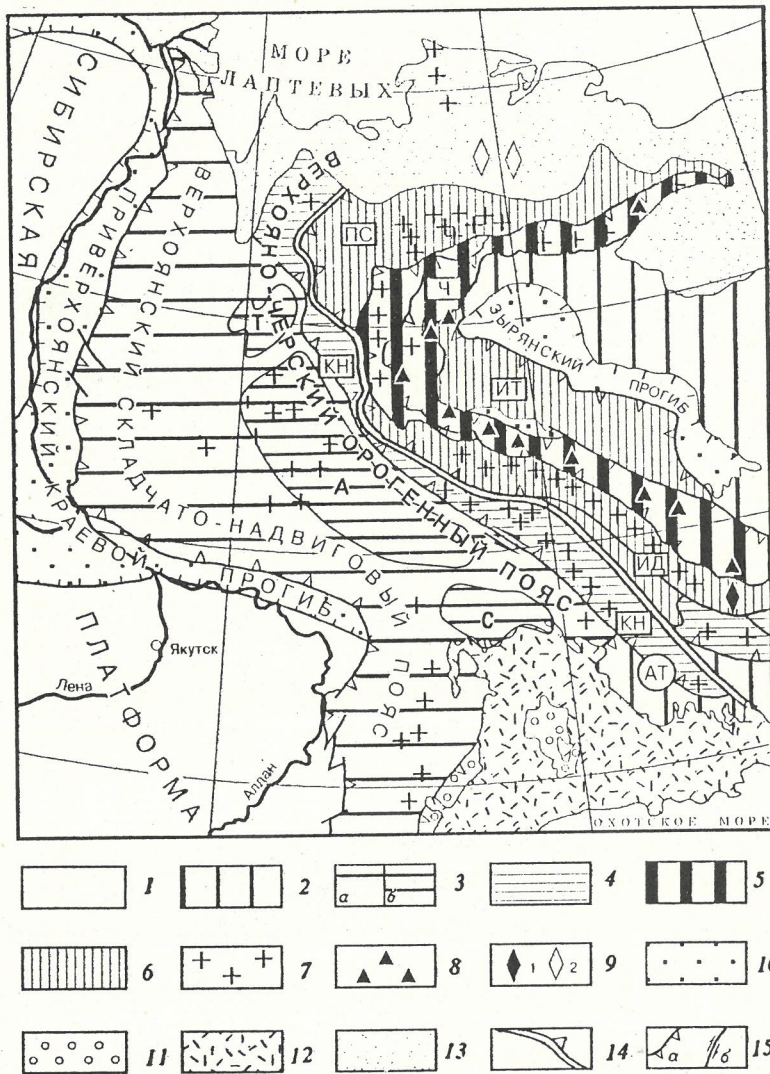 МОРЕ
ЛАПТЕВЫХ
СИБИРСКАЯ
ПЛАТФОРМА
ПРИВЕРХОЯНСКИЙ КРАЕВОЙ ПРОГИБ
ВЕРХОЯНСКИЙ СКЛАДЧАТО-НАДВИГОВЫЙ ПОЯС
ВЕРХОЯНО-ЧЕРСКИЙ ОРОГЕННЫЙ ПОЯС
ПС
Ч
Т
КН
ЗЫРЯНСКИЙ ПРОГИБ
ИТ
А
ИД
С
КН
АТ
Якутск
Лена
Алдан
ОХОТСКОЕ МОРЕ
1
2
а б 3
4
5
6
7
8
1 2 9
10
11
12
13
14
а б 15